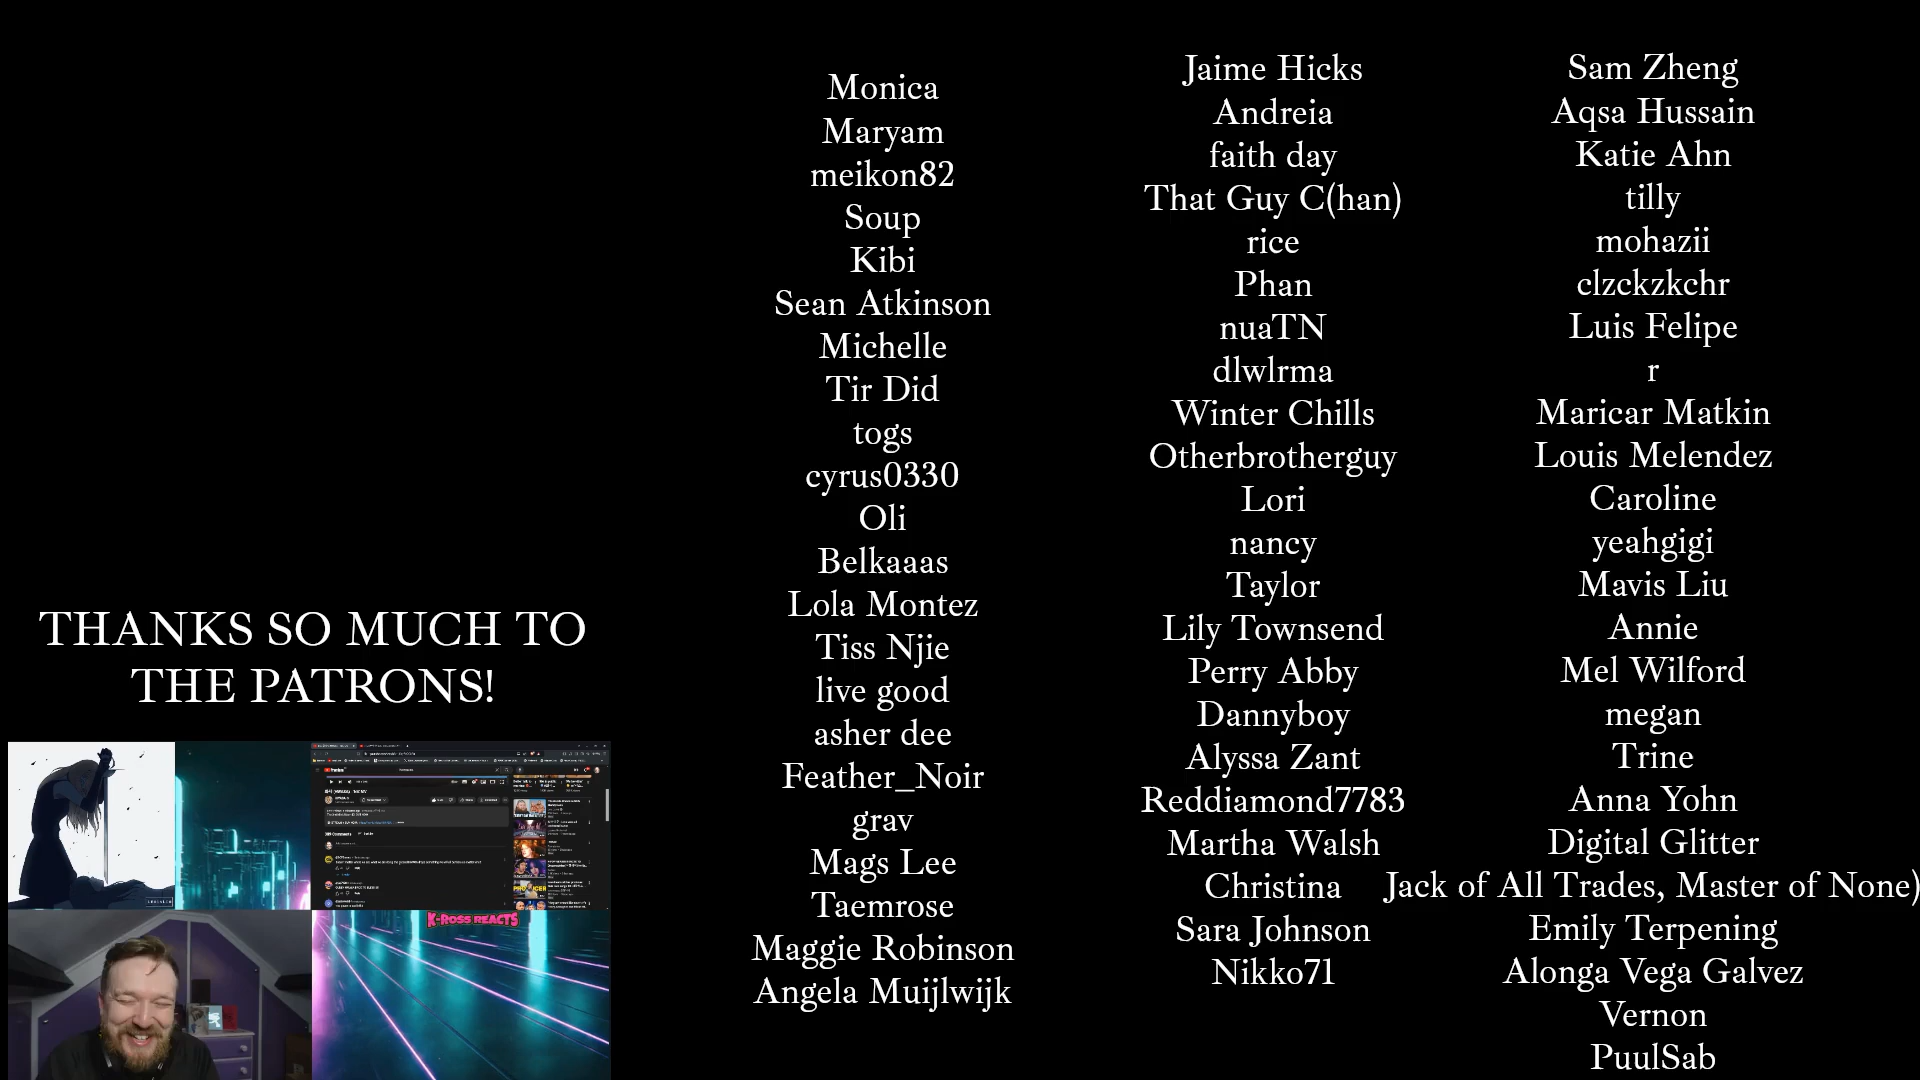 THANKS SO MUCH TO
THE PATRONS!
K-ROSS REACTS
Monica
Maryam
meikon82
Soup
Kibi
Sean Atkinson
Michelle
Tir Did
togs
cyrus0330
Oli
Belkaaas
Lola Montez
Tiss Njie
live good
asher dee
Feather_Noir
grav
Mags Lee
Taemrose
Maggie Robinson
Angela Muijlwijk
Jaime Hicks
Andreia
faith day
That Guy C(han)
rice
Phan
nuaTN
dlwlrma
Winter Chills
Otherbrotherguy
Lori
nancy
Taylor
Lily Townsend
Perry Abby
Dannyboy
Alyssa Zant
Reddiamond7783
Martha Walsh
Christina
Sara Johnson
Nikko71
Sam Zheng
Aqsa Hussain
Katie Ahn
tilly
mohazii
clzckzkchr
Luis Felipe
r
Maricar Matkin
Louis Melendez
Caroline
yeahgigi
Mavis Liu
Annie
Mel Wilford
megan
Trine
Anna Yohn
Digital Glitter
Jack of All Trades, Master of None)
Emily Terpening
Alonga Vega Galvez
Vernon
PuulSab